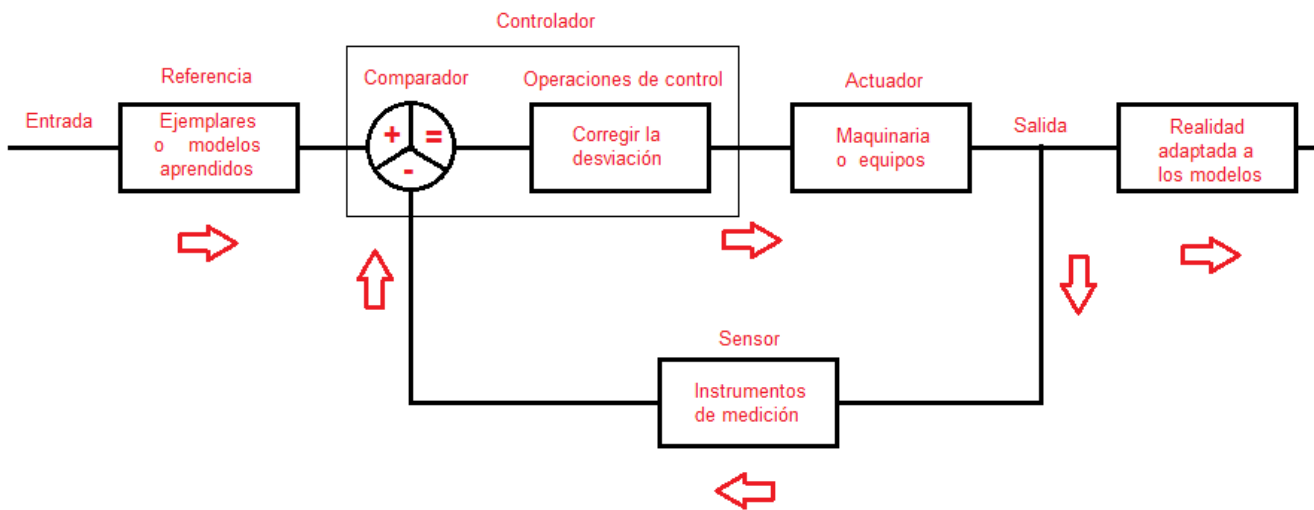 Controlador
Referencia
Comparador
Operaciones de control
Actuador
Entrada
Ejemplares
o modelos
aprendidos
+ =
-
Corregir la
desviación
Maquinaria
o equipos
Salida
Realidad
adaptada a
los modelos
Sensor
Instrumentos
de medición